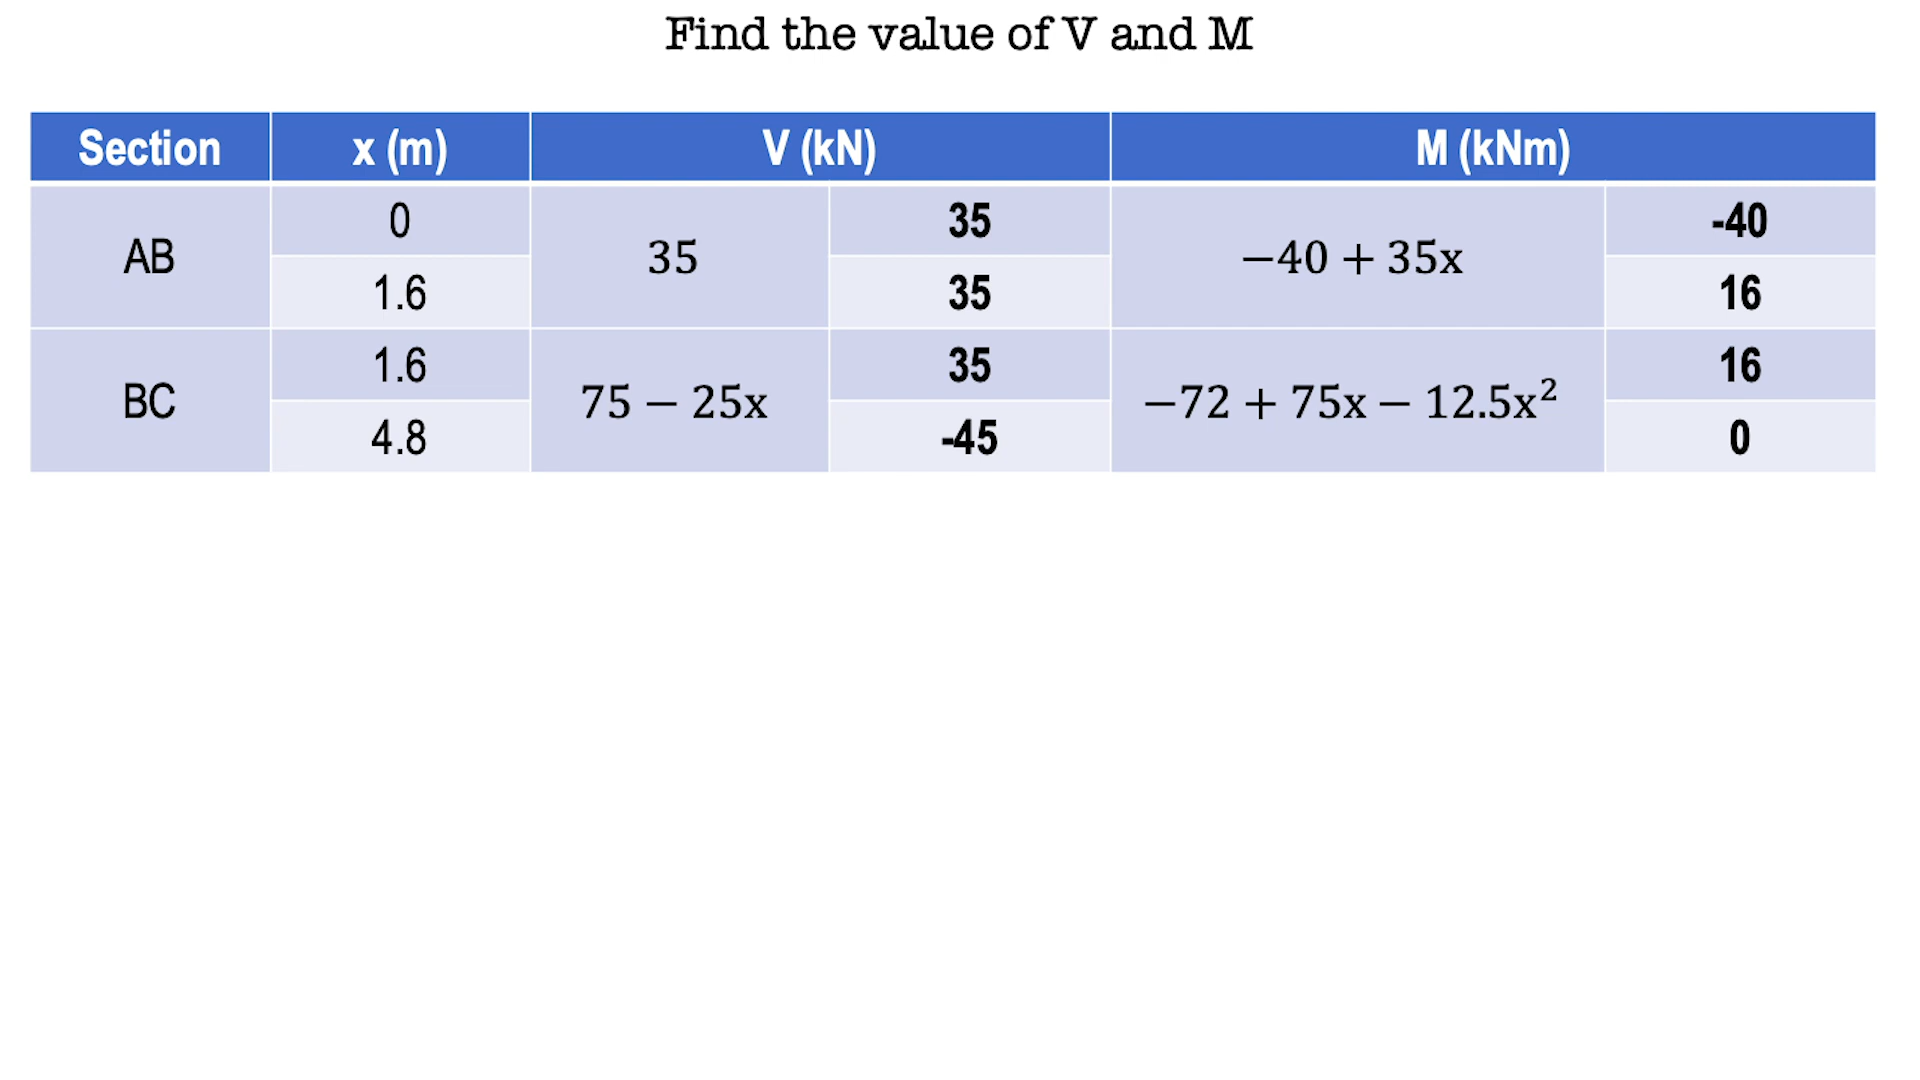 Find the value of V and M
Section x (m) V (kN) M (kNm)
AB 0 35 35 −40 + 35x -40
1.6 35 16
BC 1.6 75 − 25x 35 −72 + 75x − 12.5x² 16
4.8 -45 0